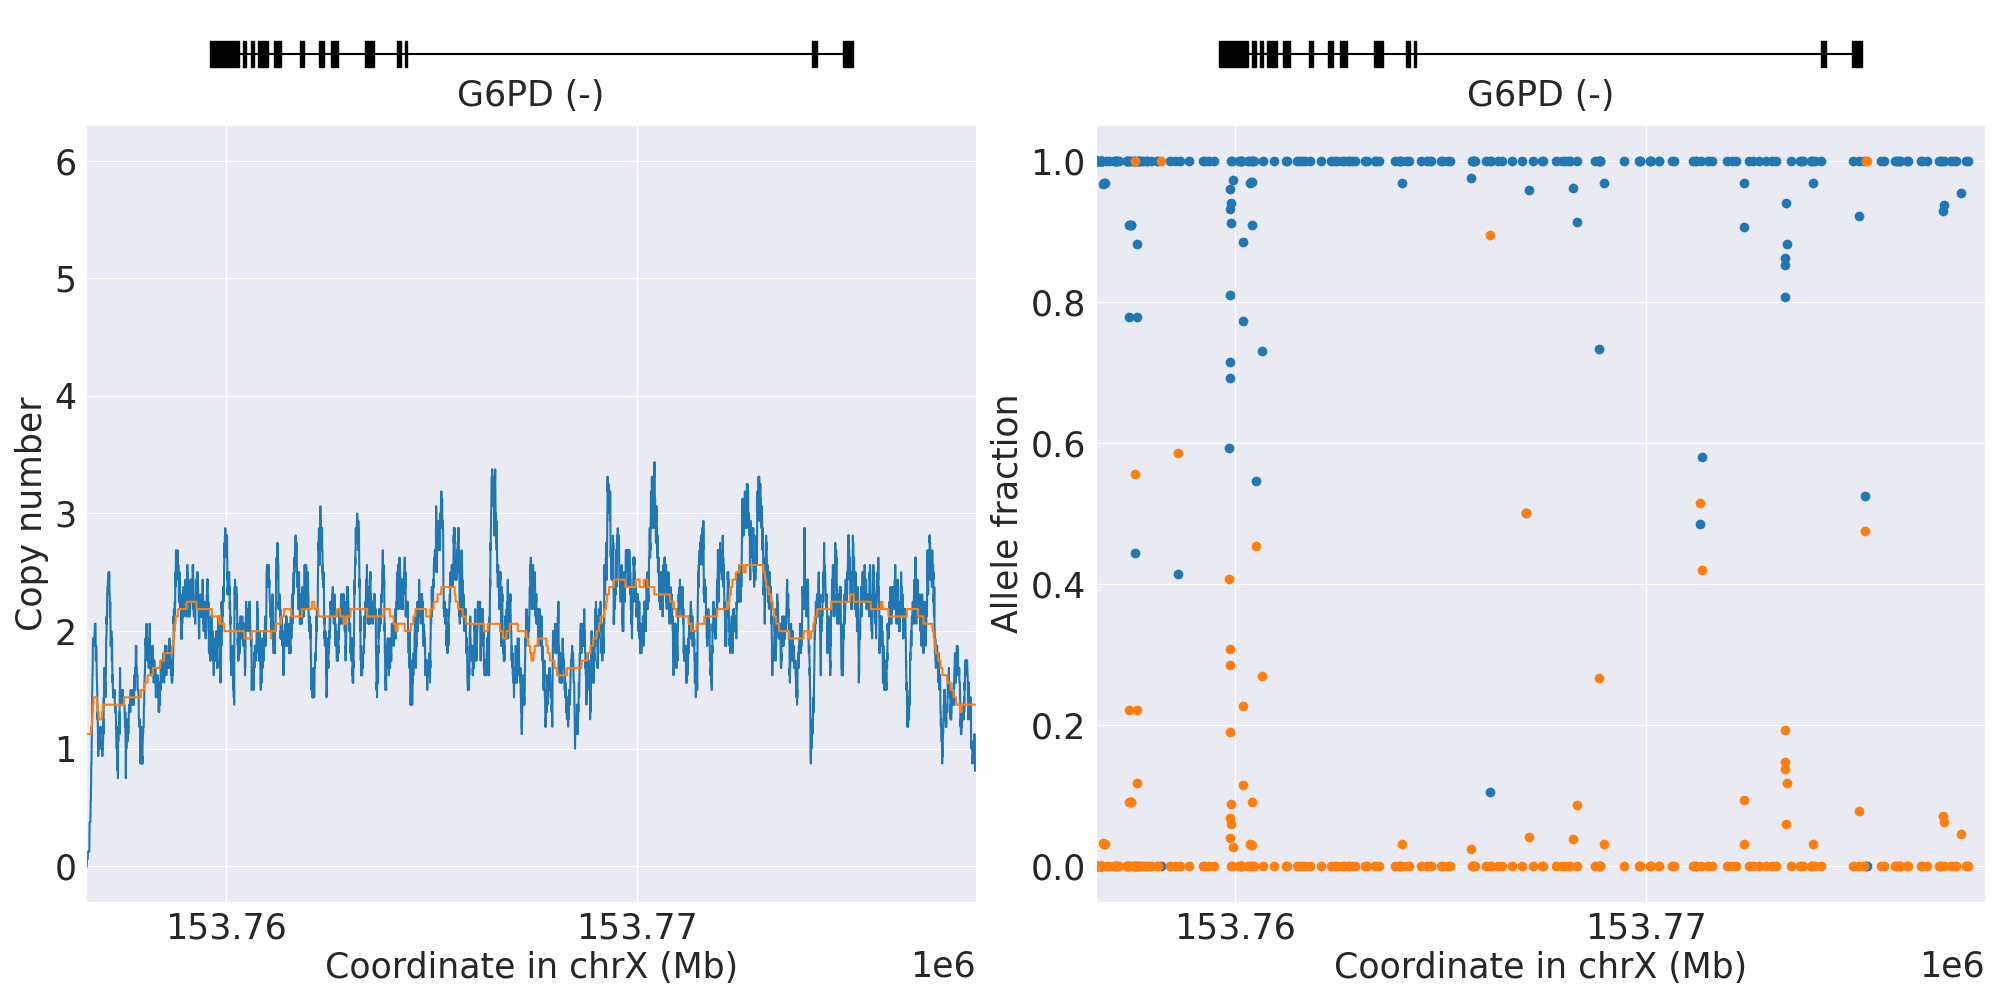 G6PD (-)
6
5
4
3
2
1
0
Copy number
153.76
153.77
Coordinate in chrX (Mb)
1e6
G6PD (-)
1.0
0.8
0.6
0.4
0.2
0.0
Allele fraction
153.76
153.77
Coordinate in chrX (Mb)
1e6